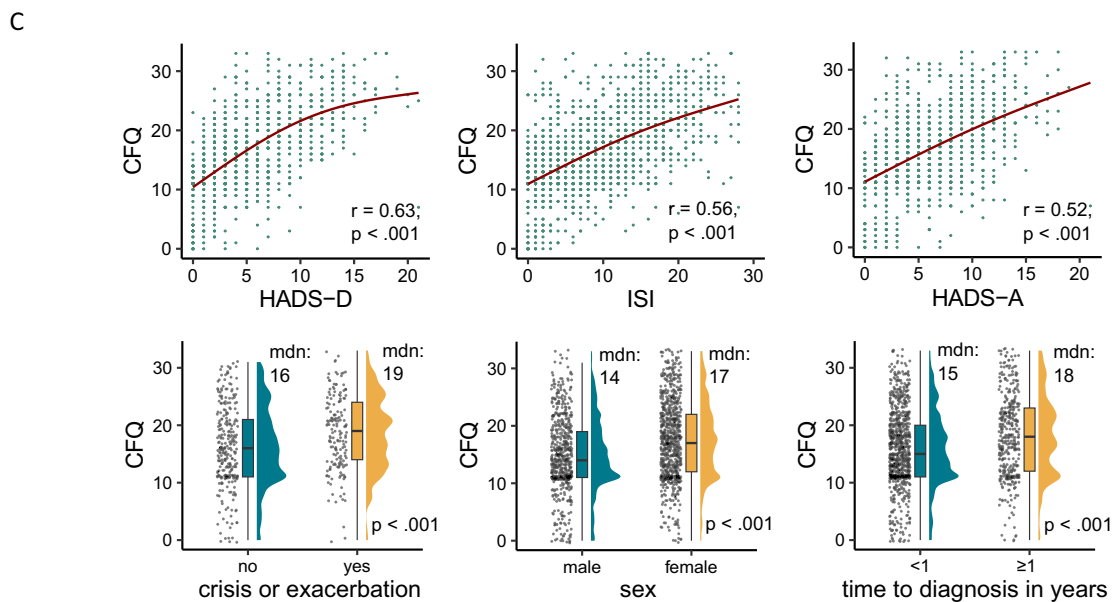 C
CFQ
30
20
10
0
r = 0.63;
p < .001
0 5 10 15 20
HADS−D
CFQ
30
20
10
0
r = 0.56;
p < .001
0 10 20 30
ISI
CFQ
30
20
10
0
r = 0.52;
p < .001
0 5 10 15 20
HADS−A
CFQ
30
20
10
0
mdn:
16
mdn:
19
p < .001
no yes
crisis or exacerbation
CFQ
30
20
10
0
mdn:
14
mdn:
17
p < .001
male female
sex
CFQ
30
20
10
0
mdn:
15
mdn:
18
p < .001
<1 ≥1
time to diagnosis in years